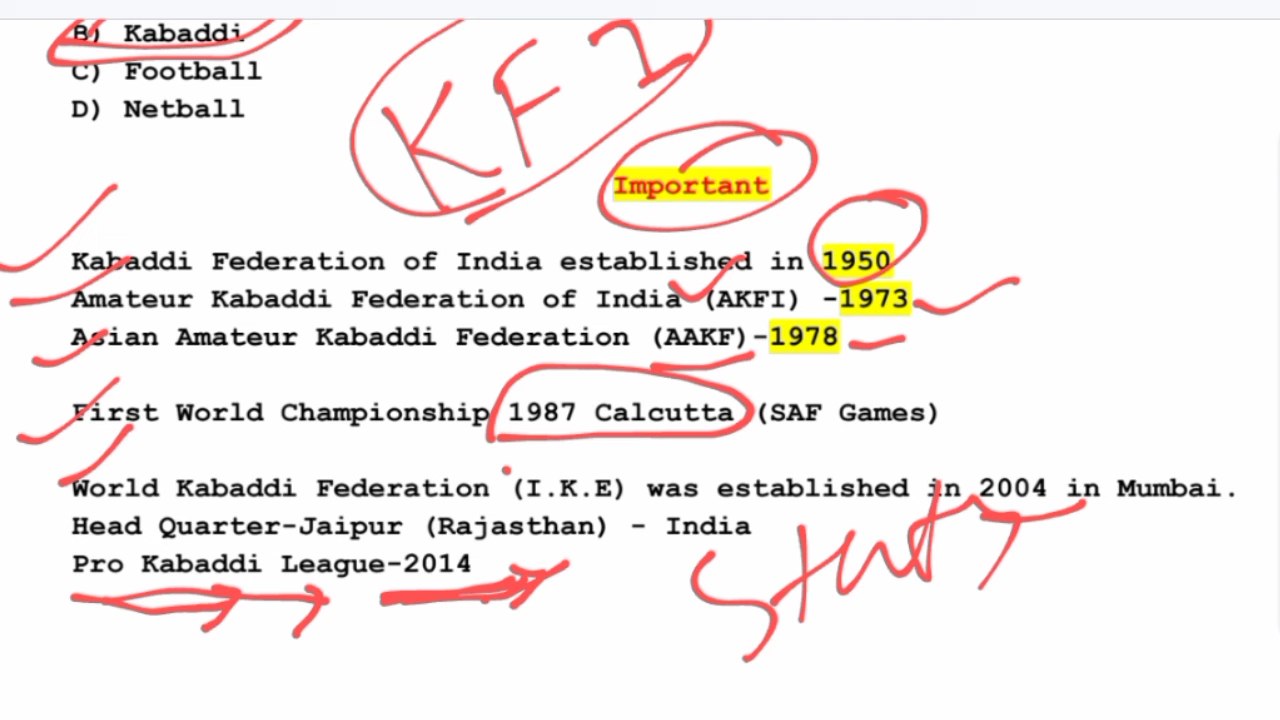 B) Kabaddi
C) Football
D) Netball
KFI
Important
Kabaddi Federation of India established in 1950
Amateur Kabaddi Federation of India (AKFI) -1973
Asian Amateur Kabaddi Federation (AAKF)-1978
First World Championship 1987 Calcutta (SAF Games)
World Kabaddi Federation (I.K.E) was established in 2004 in Mumbai.
Head Quarter-Jaipur (Rajasthan) - India
Pro Kabaddi League-2014